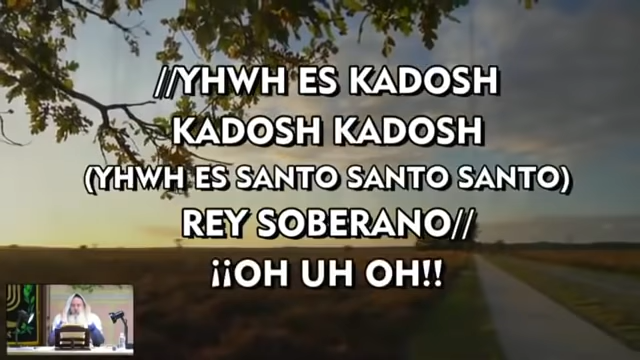 //YHWH ES KADOSH
KADOSH KADOSH
(YHWH ES SANTO SANTO SANTO)
REY SOBERANO//
¡¡OH UH OH!!